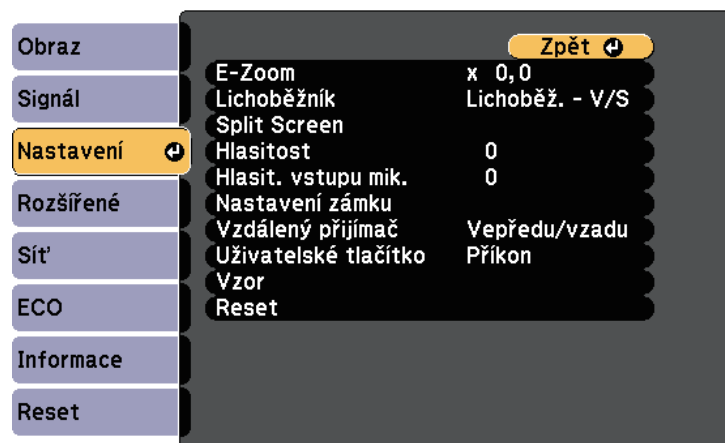 Obraz
Signál
Nastavení
Rozšířené
Síť
ECO
Informace
Reset
Zpět
E-Zoom x 0,0
Lichoběžník Lichoběž. - V/S
Split Screen
Hlasitost 0
Hlasit. vstupu mik. 0
Nastavení zámku
Vzdálený přijímač Vepředu/vzadu
Uživatelské tlačítko Příkon
Vzor
Reset